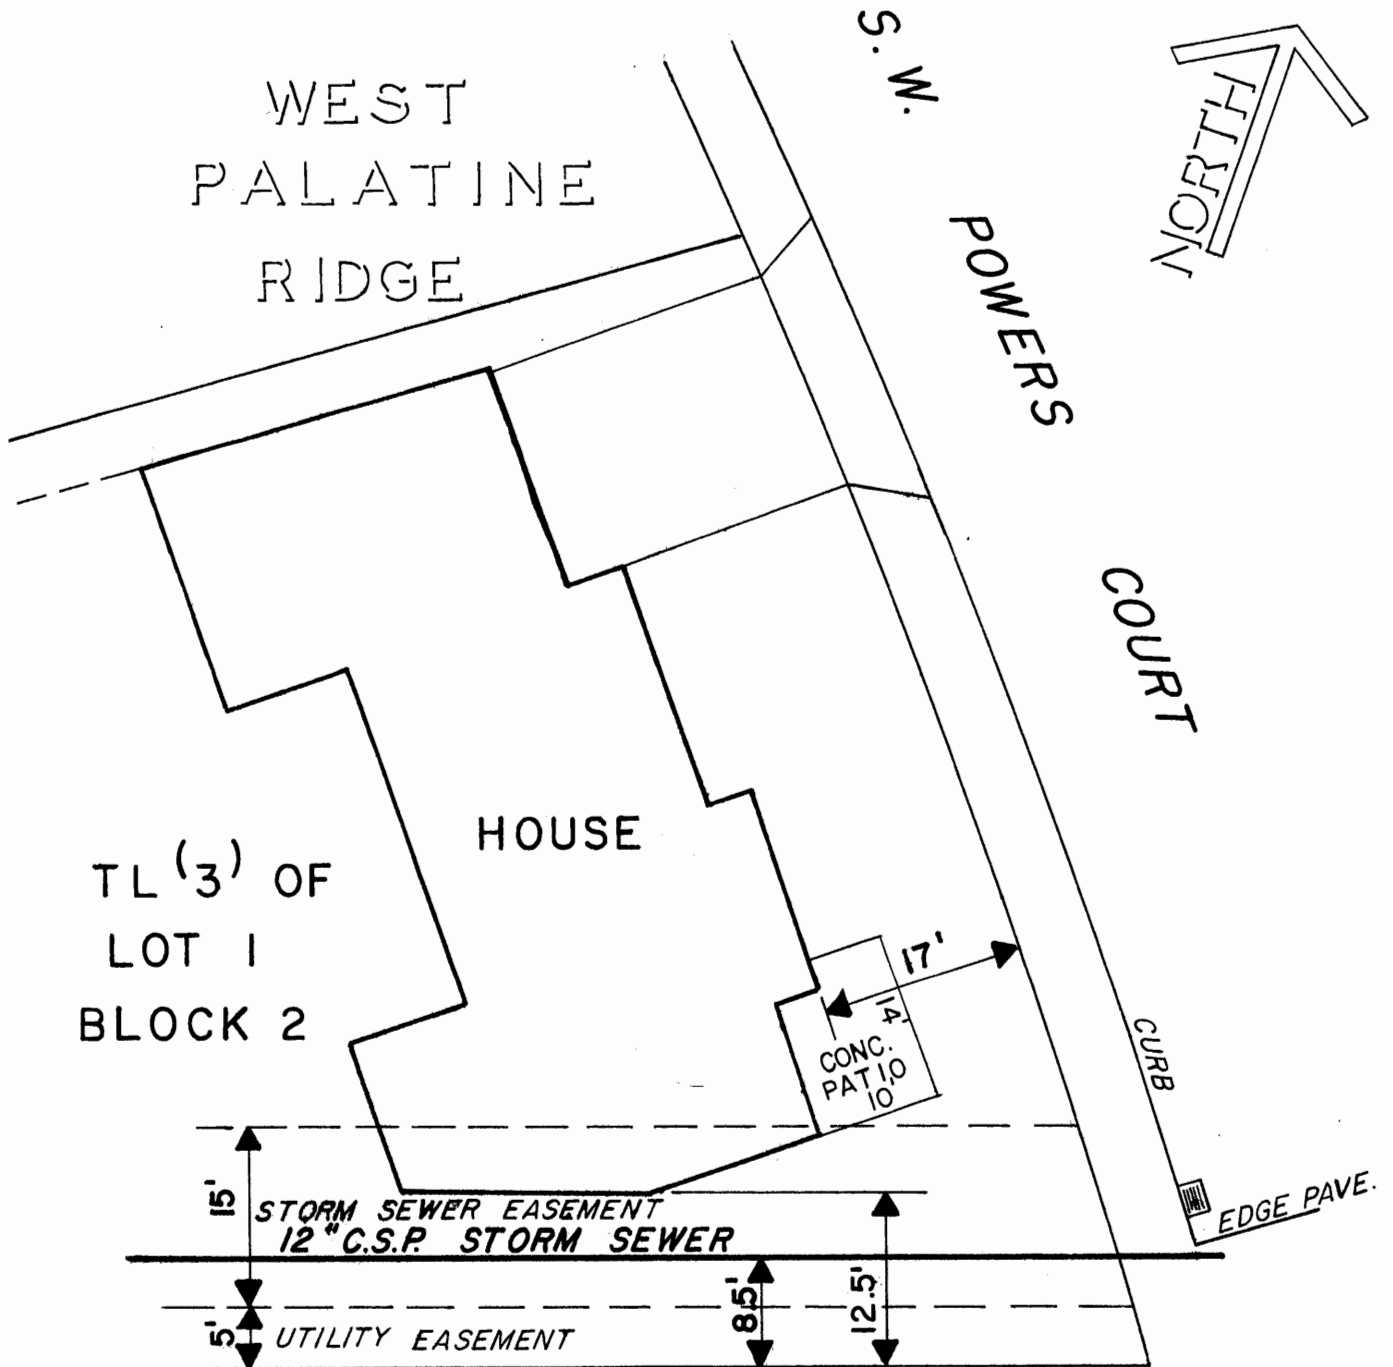 WEST
PALATINE
RIDGE
S. W.
POWERS
COURT
NORTH
HOUSE
TL (3) OF
LOT 1
BLOCK 2
17'
14'
CONC.
PATIO
10'
CURB
EDGE PAVE.
15'
STORM SEWER EASEMENT
12" C.S.P. STORM SEWER
8.5'
12.5'
5'
UTILITY EASEMENT